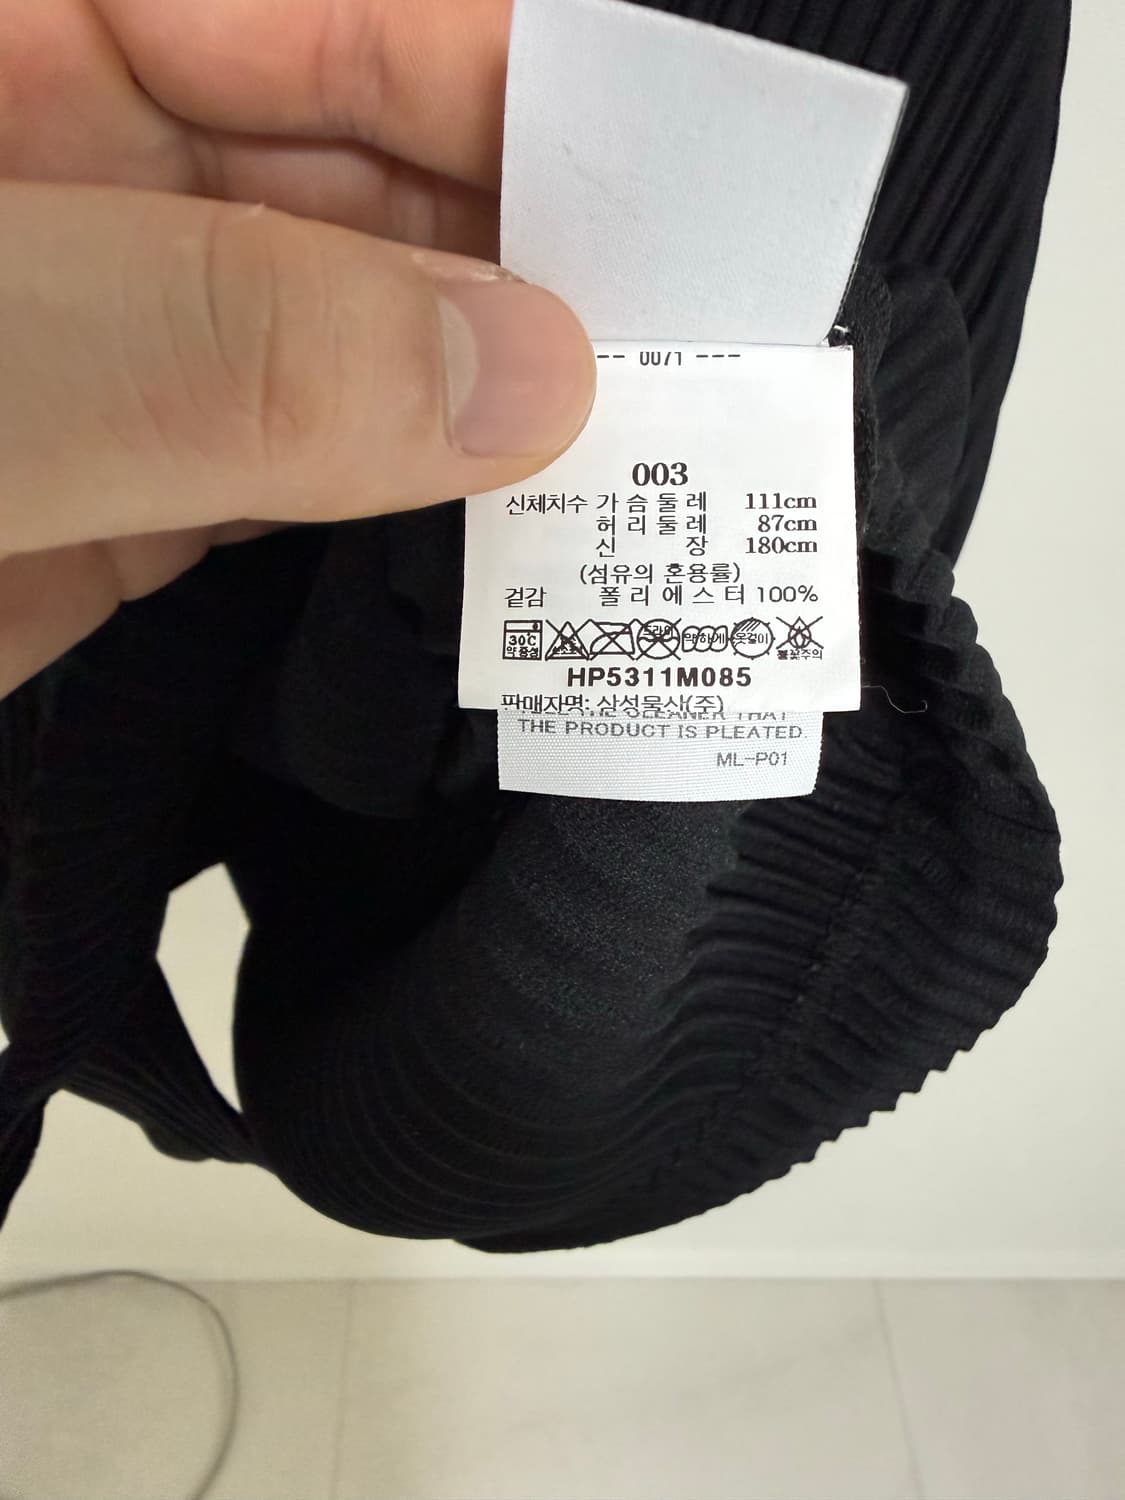 -- 0071 ---
003
신체치수 가 슴 둘 레 111cm
허 리 둘 레 87cm
신 장 180cm
(섬유의 혼용률)
겉감 폴 리 에 스 터 100%
30℃ 약 중성 드라이 약하게 옷걸이
불꽃주의
HP5311M085
판매자명: 삼성물산(주)
CLEANER THAT
THE PRODUCT IS PLEATED.
ML-P01